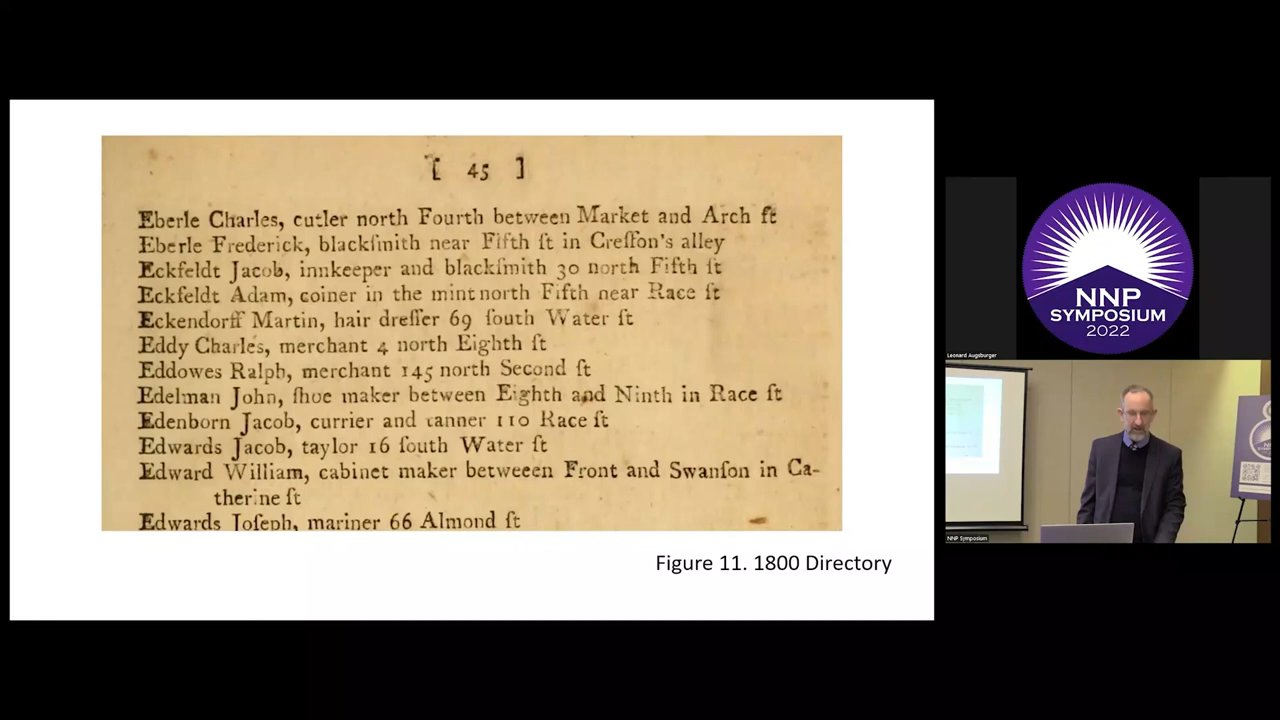 [ 45 ]
Eberle Charles, cutler north Fourth between Market and Arch ſt
Eberle Frederick, blackſmith near Fifth ſt in Creſſon's alley
Eckfeldt Jacob, innkeeper and blackſmith 30 north Fifth ſt
Eckfeldt Adam, coiner in the mint north Fifth near Race ſt
Eckendorff Martin, hair dreſſer 69 ſouth Water ſt
Eddy Charles, merchant 4 north Eighth ſt
Eddowes Ralph, merchant 145 north Second ſt
Edelman John, ſhoe maker between Eighth and Ninth in Race ſt
Edenborn Jacob, currier and tanner 110 Race ſt
Edwards Jacob, taylor 16 ſouth Water ſt
Edward William, cabinet maker betweeen Front and Swanſon in Ca-
therine ſt
Edwards Joſeph, mariner 66 Almond ſt
Figure 11. 1800 Directory
NNP
SYMPOSIUM
2022
Leonard Augsburger
NNP Symposium